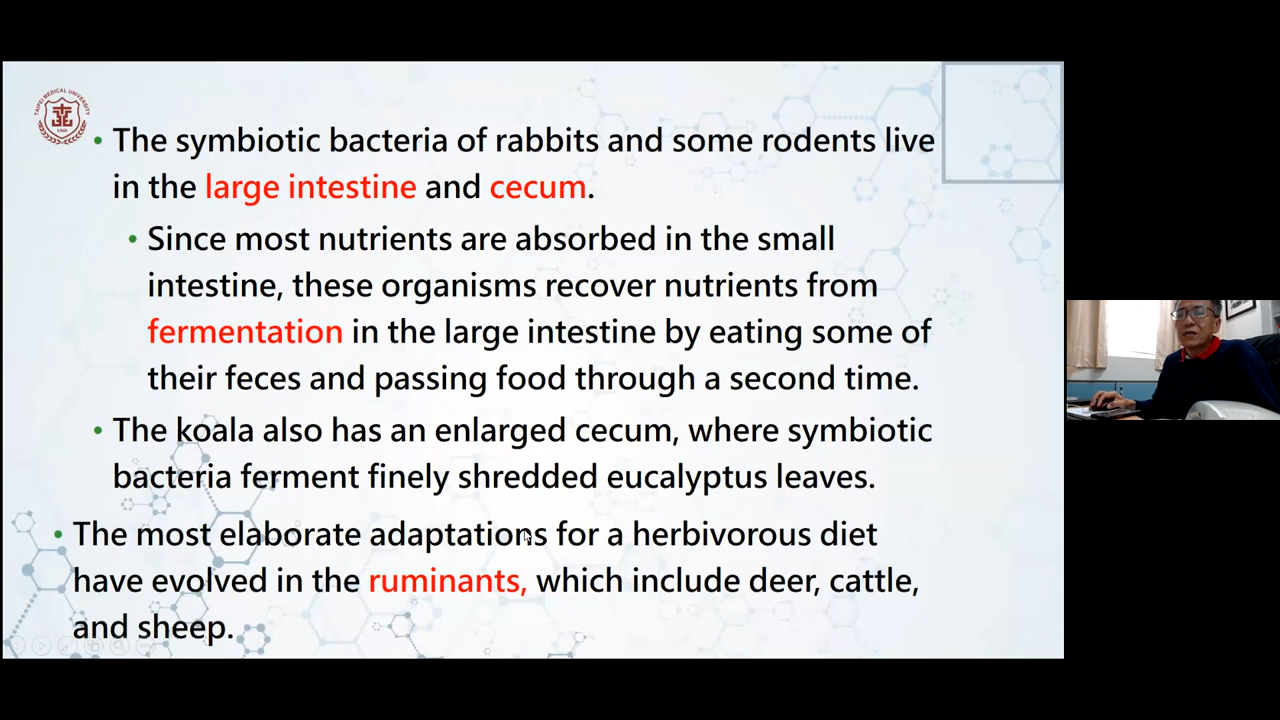 TAIPEI MEDICAL UNIVERSITY
1960
• The symbiotic bacteria of rabbits and some rodents live
in the large intestine and cecum.
• Since most nutrients are absorbed in the small
intestine, these organisms recover nutrients from
fermentation in the large intestine by eating some of
their feces and passing food through a second time.
• The koala also has an enlarged cecum, where symbiotic
bacteria ferment finely shredded eucalyptus leaves.
• The most elaborate adaptations for a herbivorous diet
have evolved in the ruminants, which include deer, cattle,
and sheep.